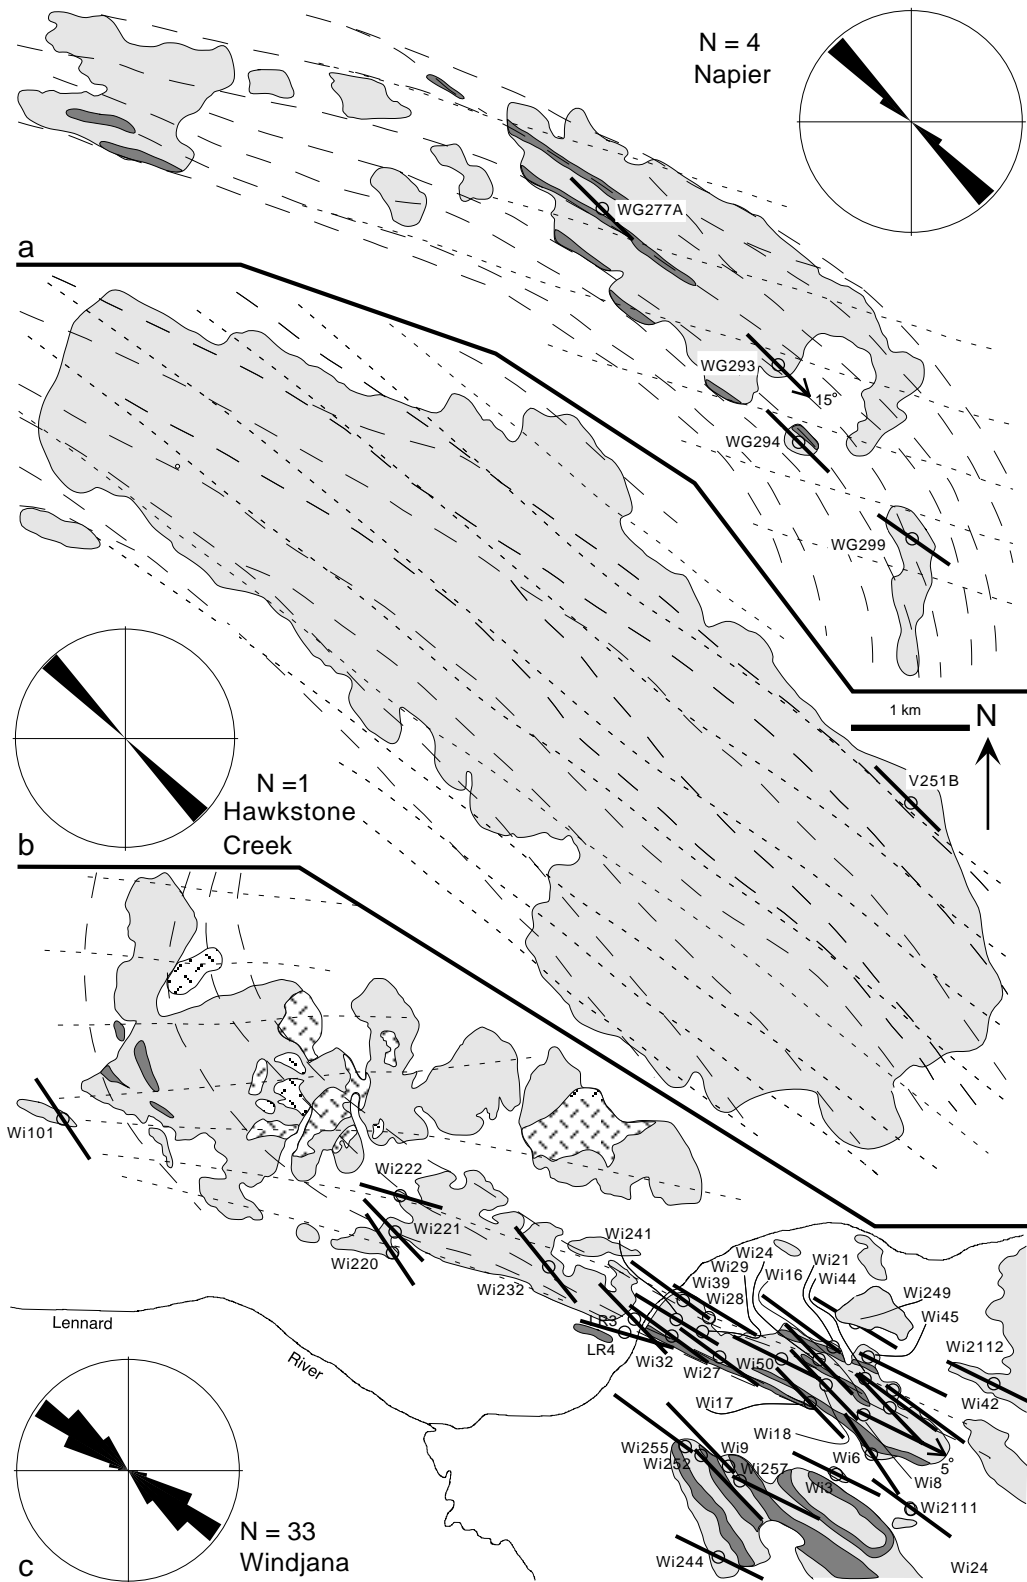 N = 4
Napier
WG277A
a
WG293
15°
WG294
WG299
1 km
N
V251B
N =1
Hawkstone
Creek
b
Wi101
Wi222
Wi221
Wi220
Wi232
Wi241
Wi24
Wi29
Wi39
Wi16
Wi28
Wi21
Wi44
Wi249
Wi45
Wi2112
Wi42
LR3
LR4
Wi32
Wi27
Wi50
Wi17
Wi18
Wi6
Wi8
5°
Wi255
Wi252
Wi9
Wi257
Wi3
Wi2111
Wi244
Wi24
Lennard
River
N = 33
Windjana
c